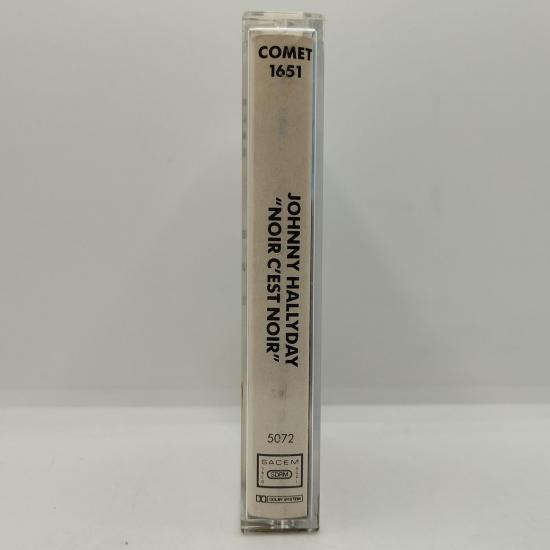 COMET
1651
JOHNNY HALLYDAY
“NOIR C’EST NOIR”
5072
SACEM
SDRM
DOLBY SYSTEM